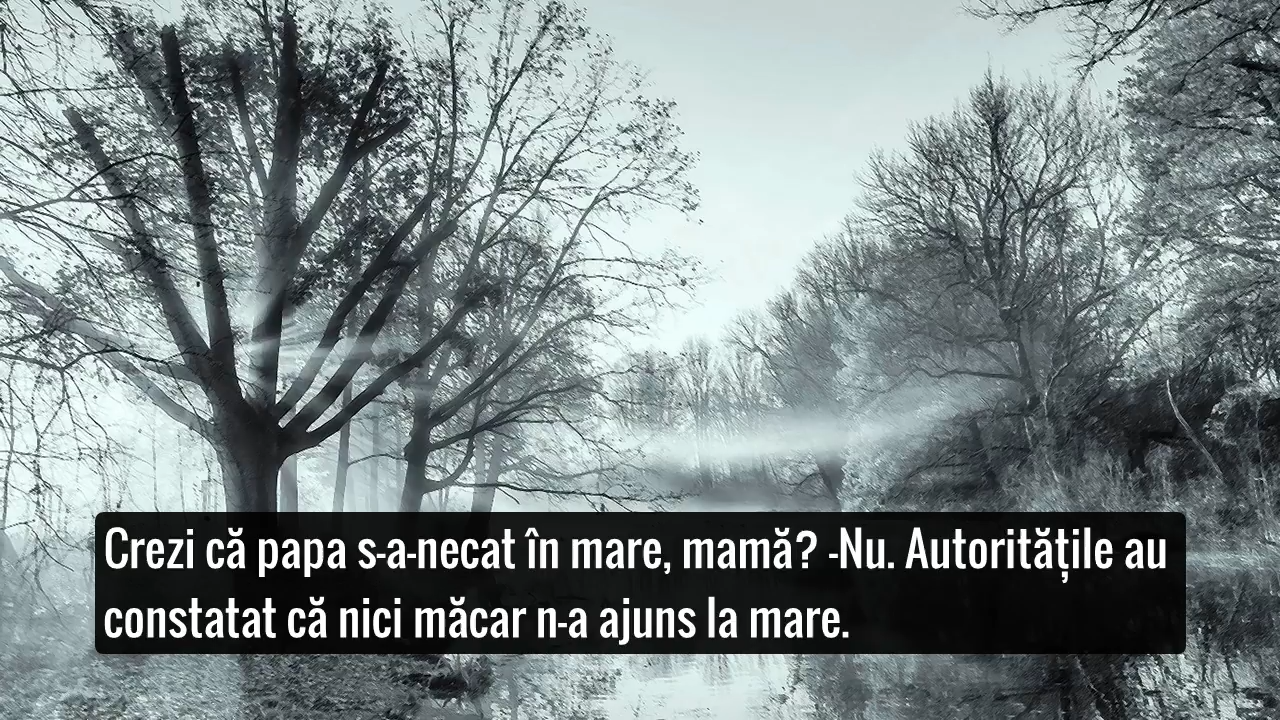 Crezi că papa s-a-necat în mare, mamă? -Nu. Autoritățile au
constatat că nici măcar n-a ajuns la mare.